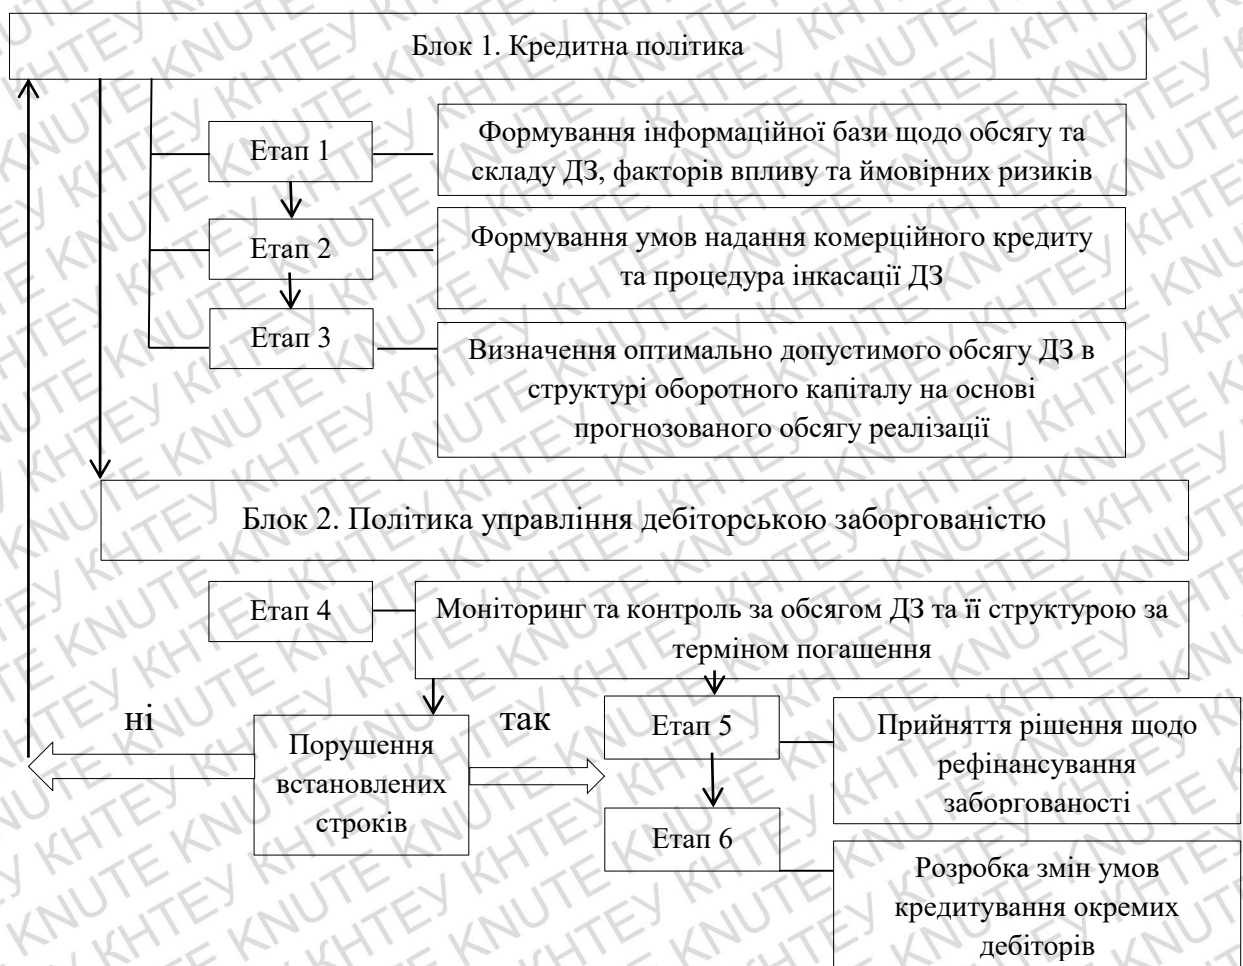 Блок 1. Кредитна політика
Етап 1
Формування інформаційної бази щодо обсягу та
складу ДЗ, факторів впливу та ймовірних ризиків
Етап 2
Формування умов надання комерційного кредиту
та процедура інкасації ДЗ
Етап 3
Визначення оптимально допустимого обсягу ДЗ в
структурі оборотного капіталу на основі
прогнозованого обсягу реалізації
Блок 2. Політика управління дебіторською заборгованістю
Етап 4
Моніторинг та контроль за обсягом ДЗ та її структурою за
терміном погашення
ні
Порушення
встановлених
строків
так
Етап 5
Прийняття рішення щодо
рефінансування
заборгованості
Етап 6
Розробка змін умов
кредитування окремих
дебіторів
KNUTE КНТЕУ